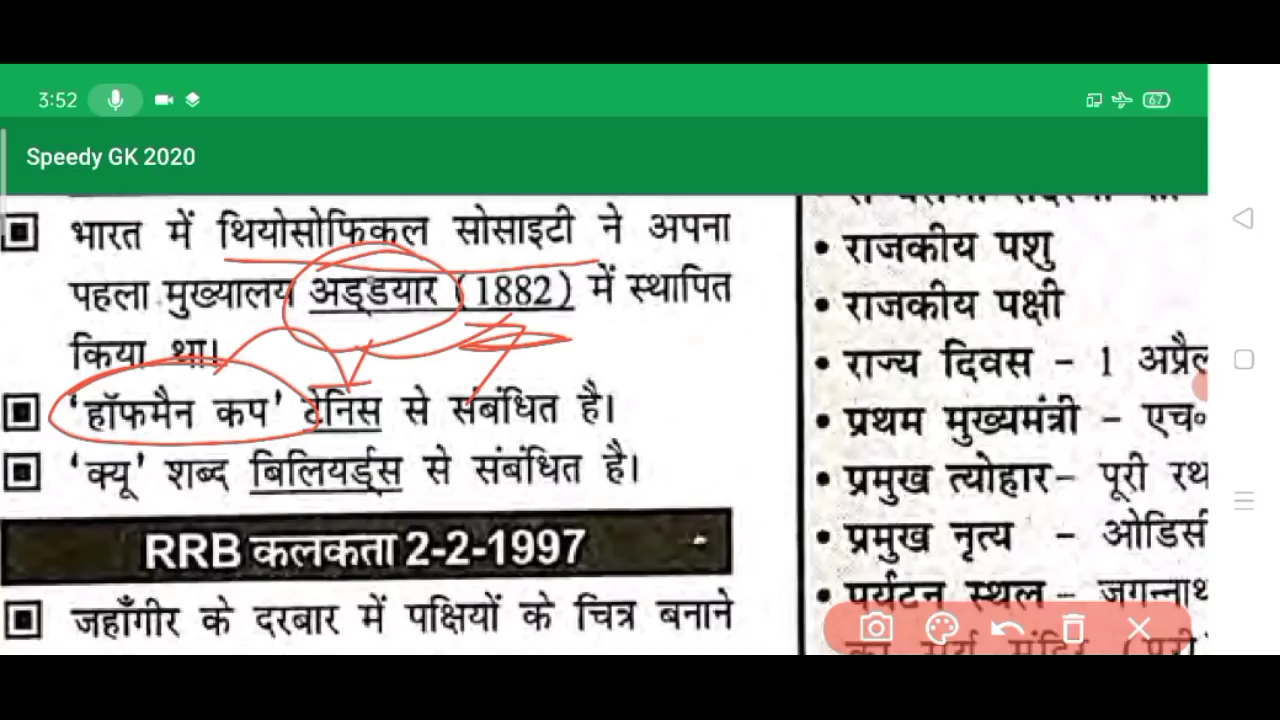 3:52
67
Speedy GK 2020
भारत में थियोसोफिकल सोसाइटी ने अपना
पहला मुख्यालय अड्डयार (1882) में स्थापित
किया था।
'हॉफमैन कप' टेनिस से संबंधित है।
'क्यू' शब्द बिलियर्ड्स से संबंधित है।
RRB कलकता 2-2-1997
जहाँगीर के दरबार में पक्षियों के चित्र बनाने
• राजकीय पशु
• राजकीय पक्षी
• राज्य दिवस - 1 अप्रैल
• प्रथम मुख्यमंत्री - एच०
• प्रमुख त्योहार - पूरी रथ
• प्रमुख नृत्य - ओडिसी
• पर्यटन स्थल - जगन्नाथ